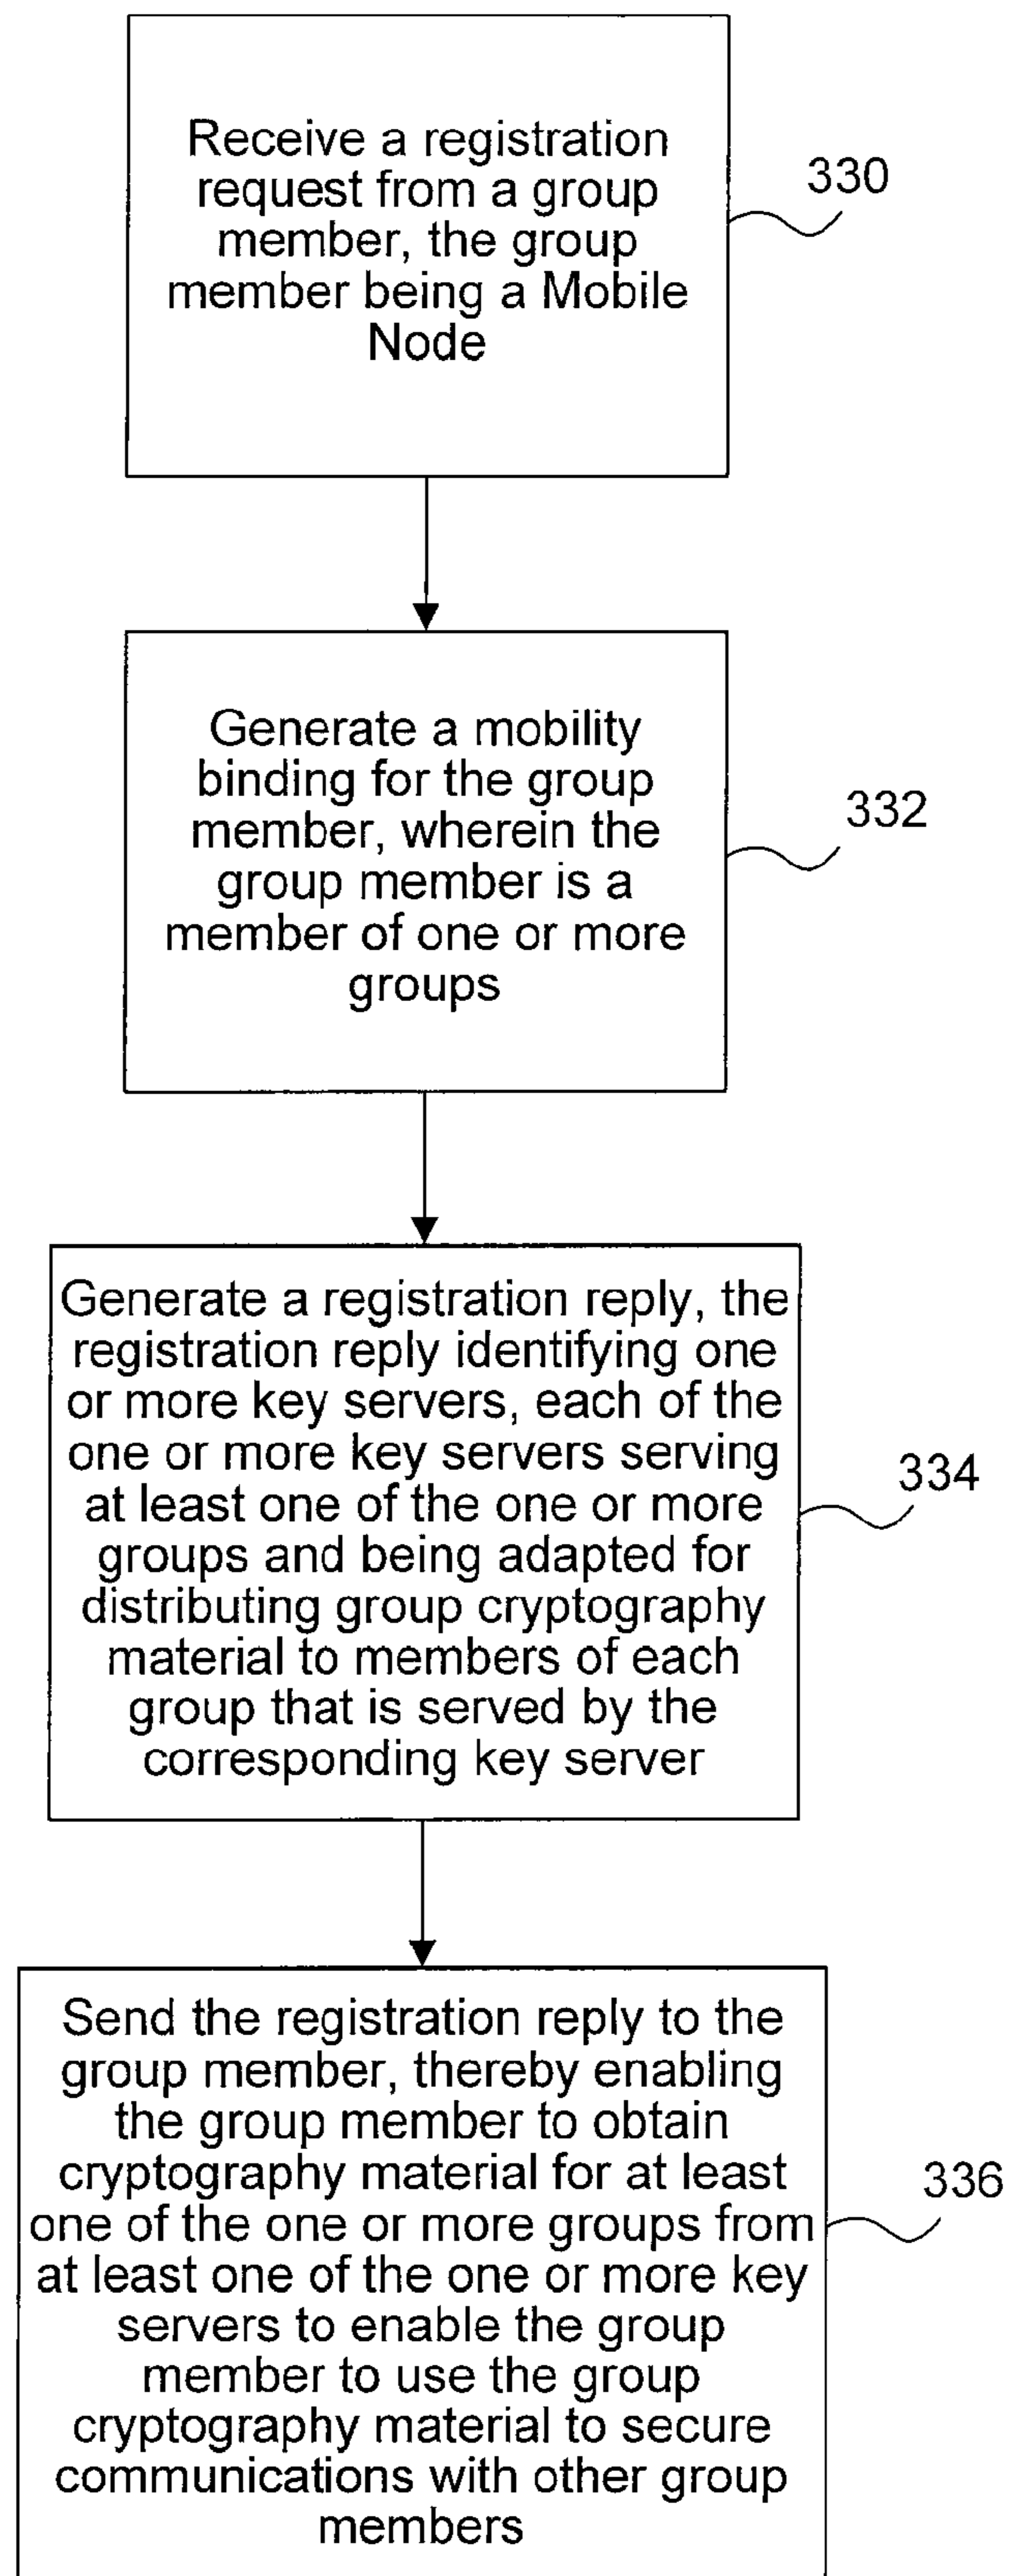 Receive a registration
request from a group
member, the group
member being a Mobile
Node
330
Generate a mobility
binding for the group
member, wherein the
group member is a
member of one or more
groups
332
Generate a registration reply, the
registration reply identifying one
or more key servers, each of the
one or more key servers serving
at least one of the one or more
groups and being adapted for
distributing group cryptography
material to members of each
group that is served by the
corresponding key server
334
Send the registration reply to the
group member, thereby enabling
the group member to obtain
cryptography material for at least
one of the one or more groups from
at least one of the one or more key
servers to enable the group
member to use the group
cryptography material to secure
communications with other group
members
336